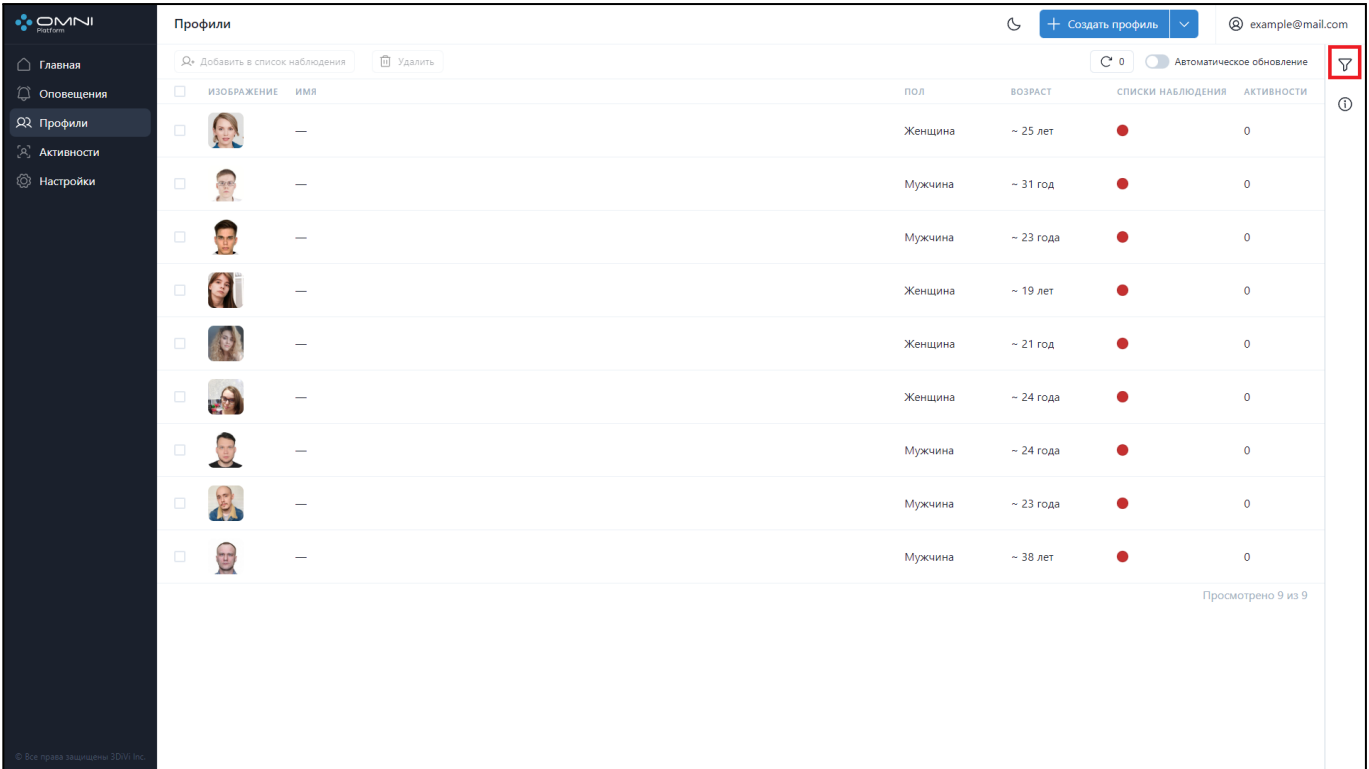 OMNI
Platform
Профили
Создать профиль
example@mail.com
Главная
Оповещения
Профили
Активности
Настройки
Добавить в список наблюдения
Удалить
0
Автоматическое обновление
ИЗОБРАЖЕНИЕ ИМЯ ПОЛ ВОЗРАСТ СПИСКИ НАБЛЮДЕНИЯ АКТИВНОСТИ
— Женщина ~ 25 лет 0
— Мужчина ~ 31 год 0
— Мужчина ~ 23 года 0
— Женщина ~ 19 лет 0
— Женщина ~ 21 год 0
— Женщина ~ 24 года 0
— Мужчина ~ 24 года 0
— Мужчина ~ 23 года 0
— Мужчина ~ 38 лет 0
Просмотрено 9 из 9
© Все права защищены 3DiVi Inc.